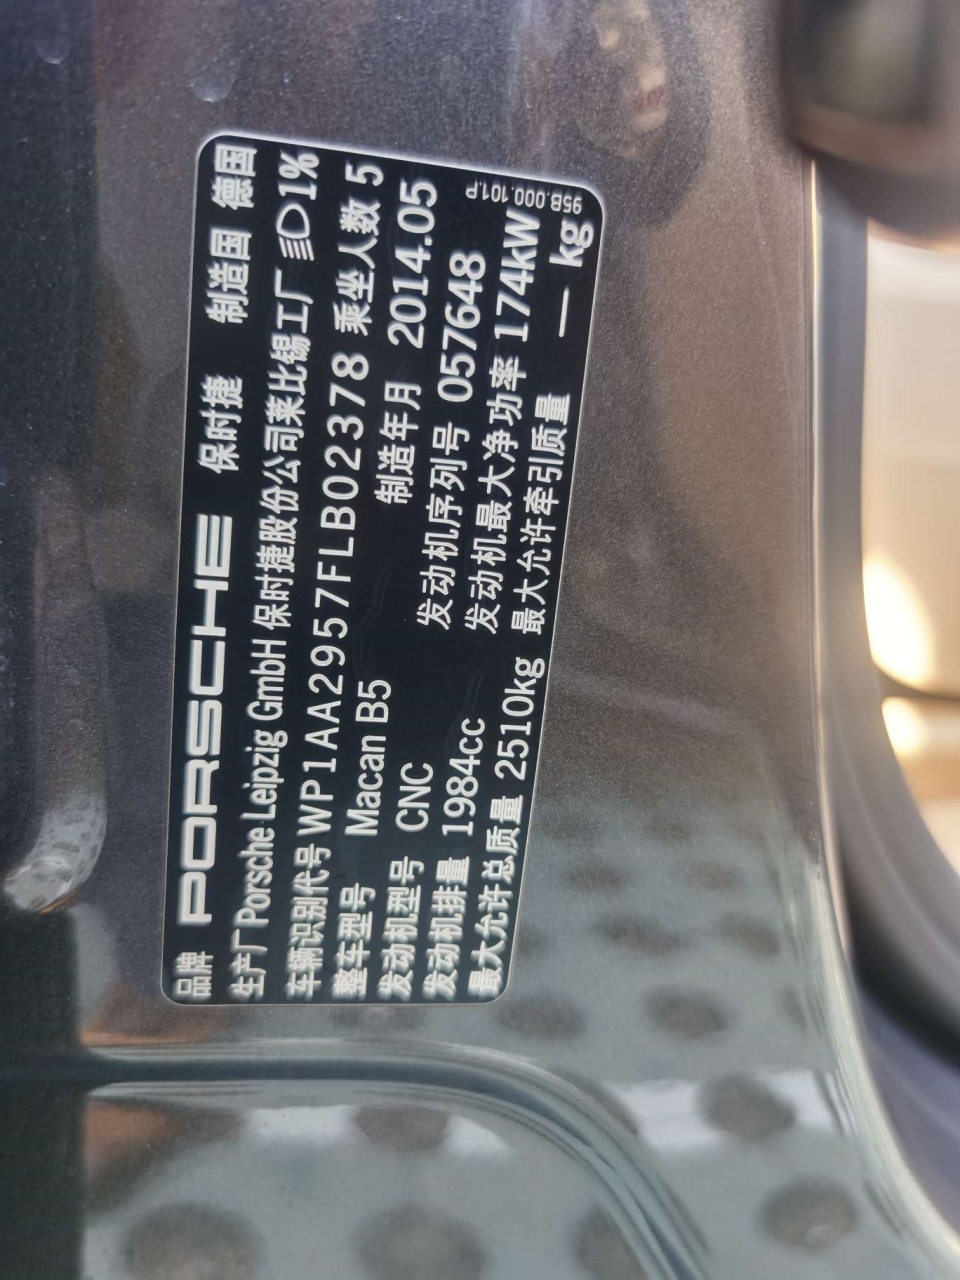 品牌 PORSCHE 保时捷 制造国 德国
生产厂 Porsche Leipzig GmbH 保时捷股份公司莱比锡工厂 1%
车辆识别代号 WP1AA2957FLB02378 乘坐人数 5
整车型号 Macan B5 制造年月 2014.05
发动机型号 CNC 发动机序列号 057648
发动机排量 1984cc 发动机最大净功率 174kW
最大允许总质量 2510kg 最大允许牵引质量 — kg
95B.000.101.P